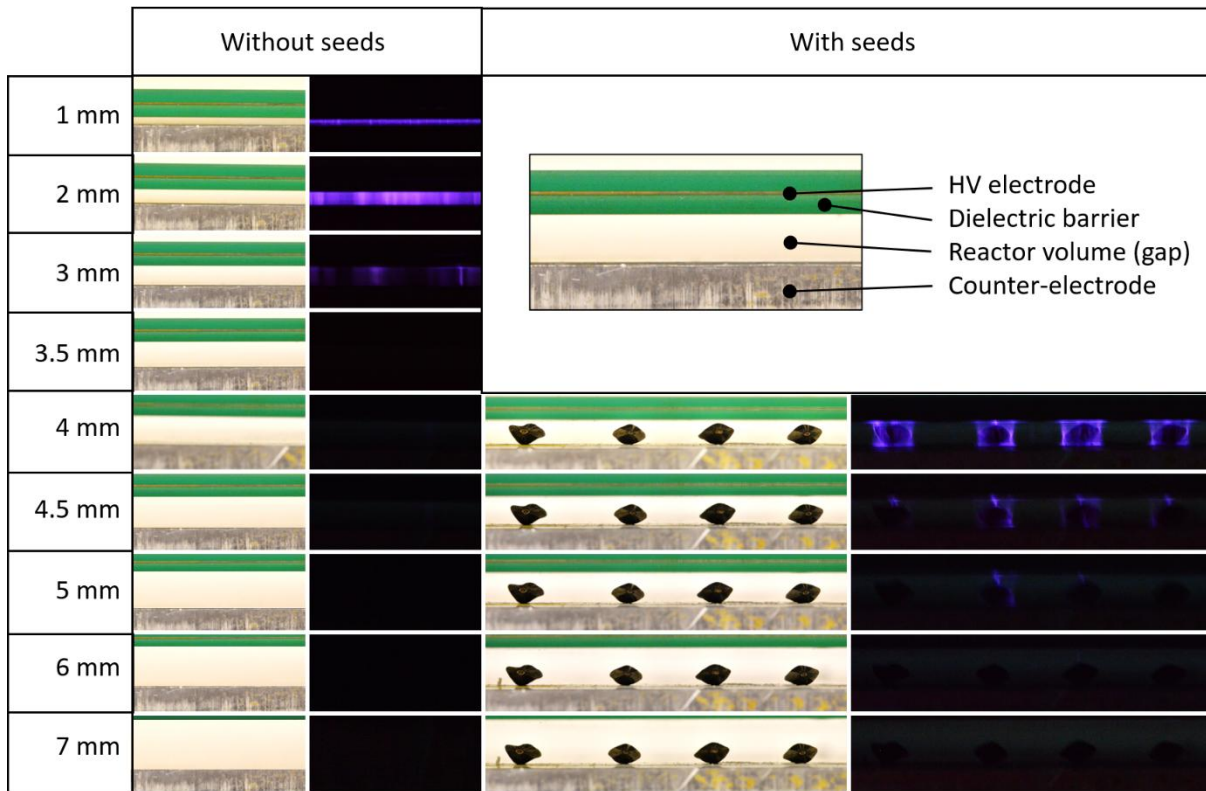 Without seeds
With seeds
1 mm
2 mm
HV electrode
Dielectric barrier
Reactor volume (gap)
Counter-electrode
3 mm
3.5 mm
4 mm
4.5 mm
5 mm
6 mm
7 mm